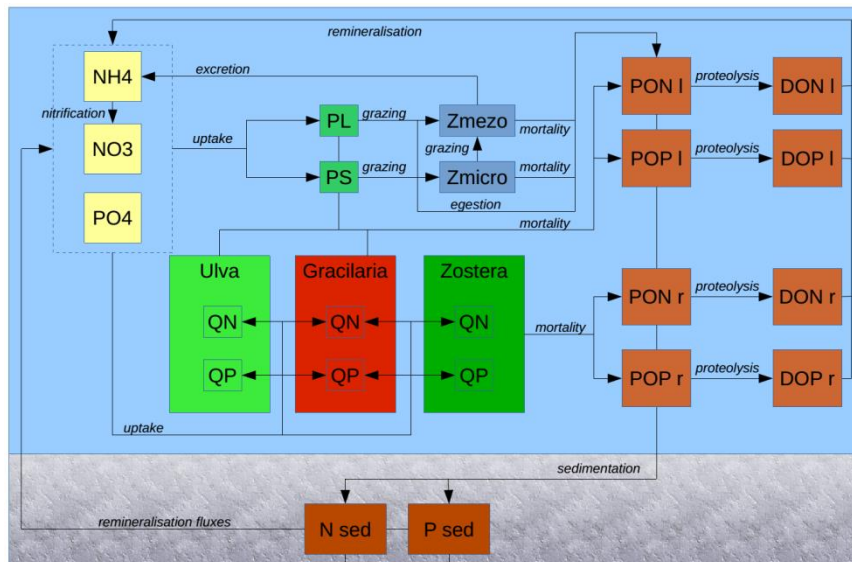 remineralisation
NH4
excretion
PON l
proteolysis
DON l
nitrification
PL
grazing
Zmezo
mortality
NO3
uptake
grazing
POP l
proteolysis
DOP l
PS
grazing
Zmicro
mortality
egestion
PO4
mortality
Ulva
Gracilaria
Zostera
PON r
proteolysis
DON r
QN
QN
QN
mortality
QP
QP
QP
POP r
proteolysis
DOP r
uptake
sedimentation
remineralisation fluxes
N sed
P sed